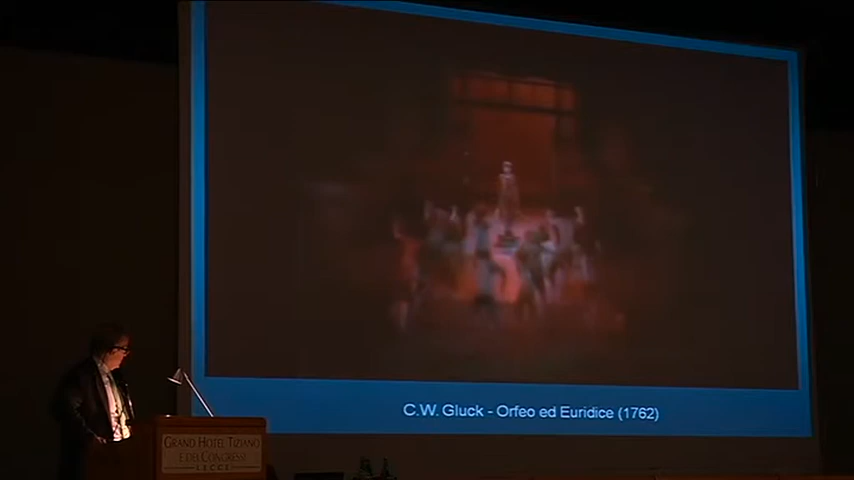 C.W. Gluck - Orfeo ed Euridice (1762)
GRAND HOTEL TIZIANO
E DEI CONGRESSI
LECCE